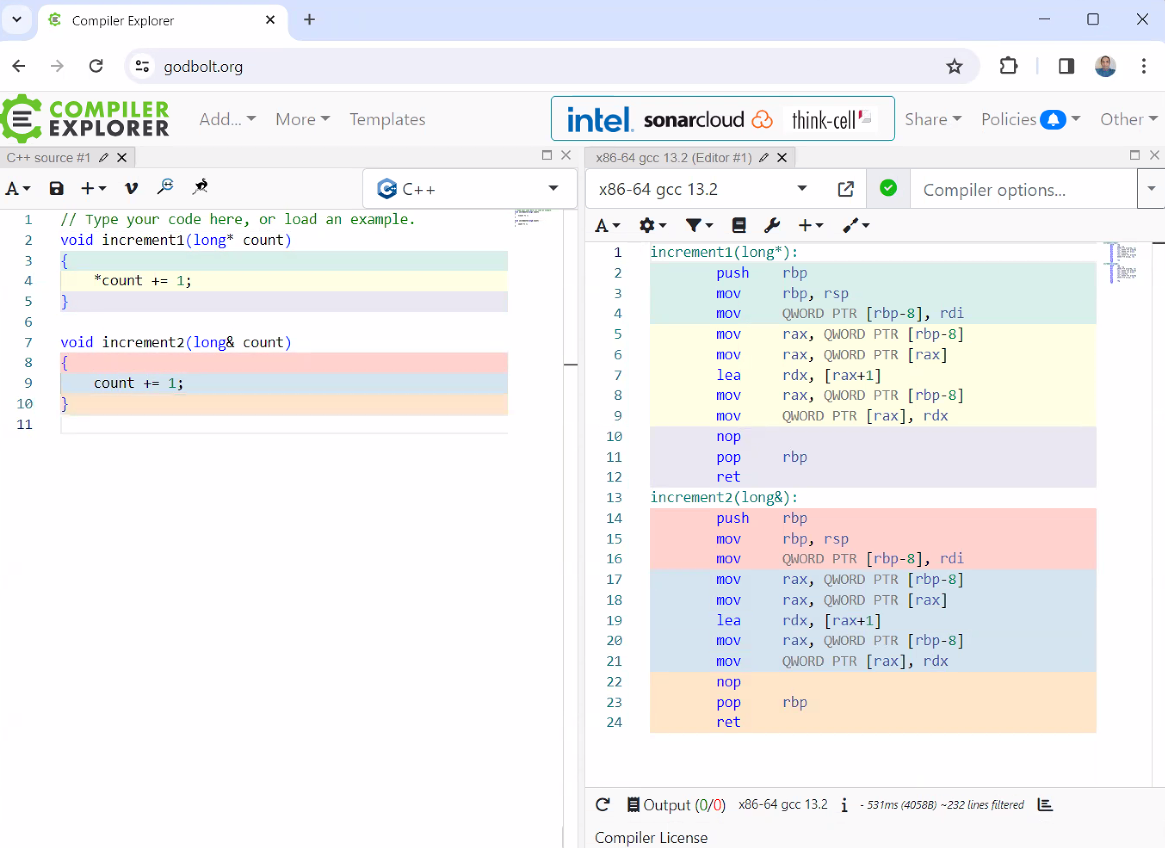 Compiler Explorer
godbolt.org
COMPILER
EXPLORER
Add...
More
Templates
intel.
sonarcloud
think-cell
Share
Policies
Other
C++ source #1
A
C++
1 // Type your code here, or load an example.
2 void increment1(long* count)
3 {
4 *count += 1;
5 }
6
7 void increment2(long& count)
8 {
9 count += 1;
10 }
11
x86-64 gcc 13.2 (Editor #1)
x86-64 gcc 13.2
Compiler options...
A
1 increment1(long*):
2 push rbp
3 mov rbp, rsp
4 mov QWORD PTR [rbp-8], rdi
5 mov rax, QWORD PTR [rbp-8]
6 mov rax, QWORD PTR [rax]
7 lea rdx, [rax+1]
8 mov rax, QWORD PTR [rbp-8]
9 mov QWORD PTR [rax], rdx
10 nop
11 pop rbp
12 ret
13 increment2(long&):
14 push rbp
15 mov rbp, rsp
16 mov QWORD PTR [rbp-8], rdi
17 mov rax, QWORD PTR [rbp-8]
18 mov rax, QWORD PTR [rax]
19 lea rdx, [rax+1]
20 mov rax, QWORD PTR [rbp-8]
21 mov QWORD PTR [rax], rdx
22 nop
23 pop rbp
24 ret
Output (0/0) x86-64 gcc 13.2 i - 531ms (4058B) ~232 lines filtered
Compiler License